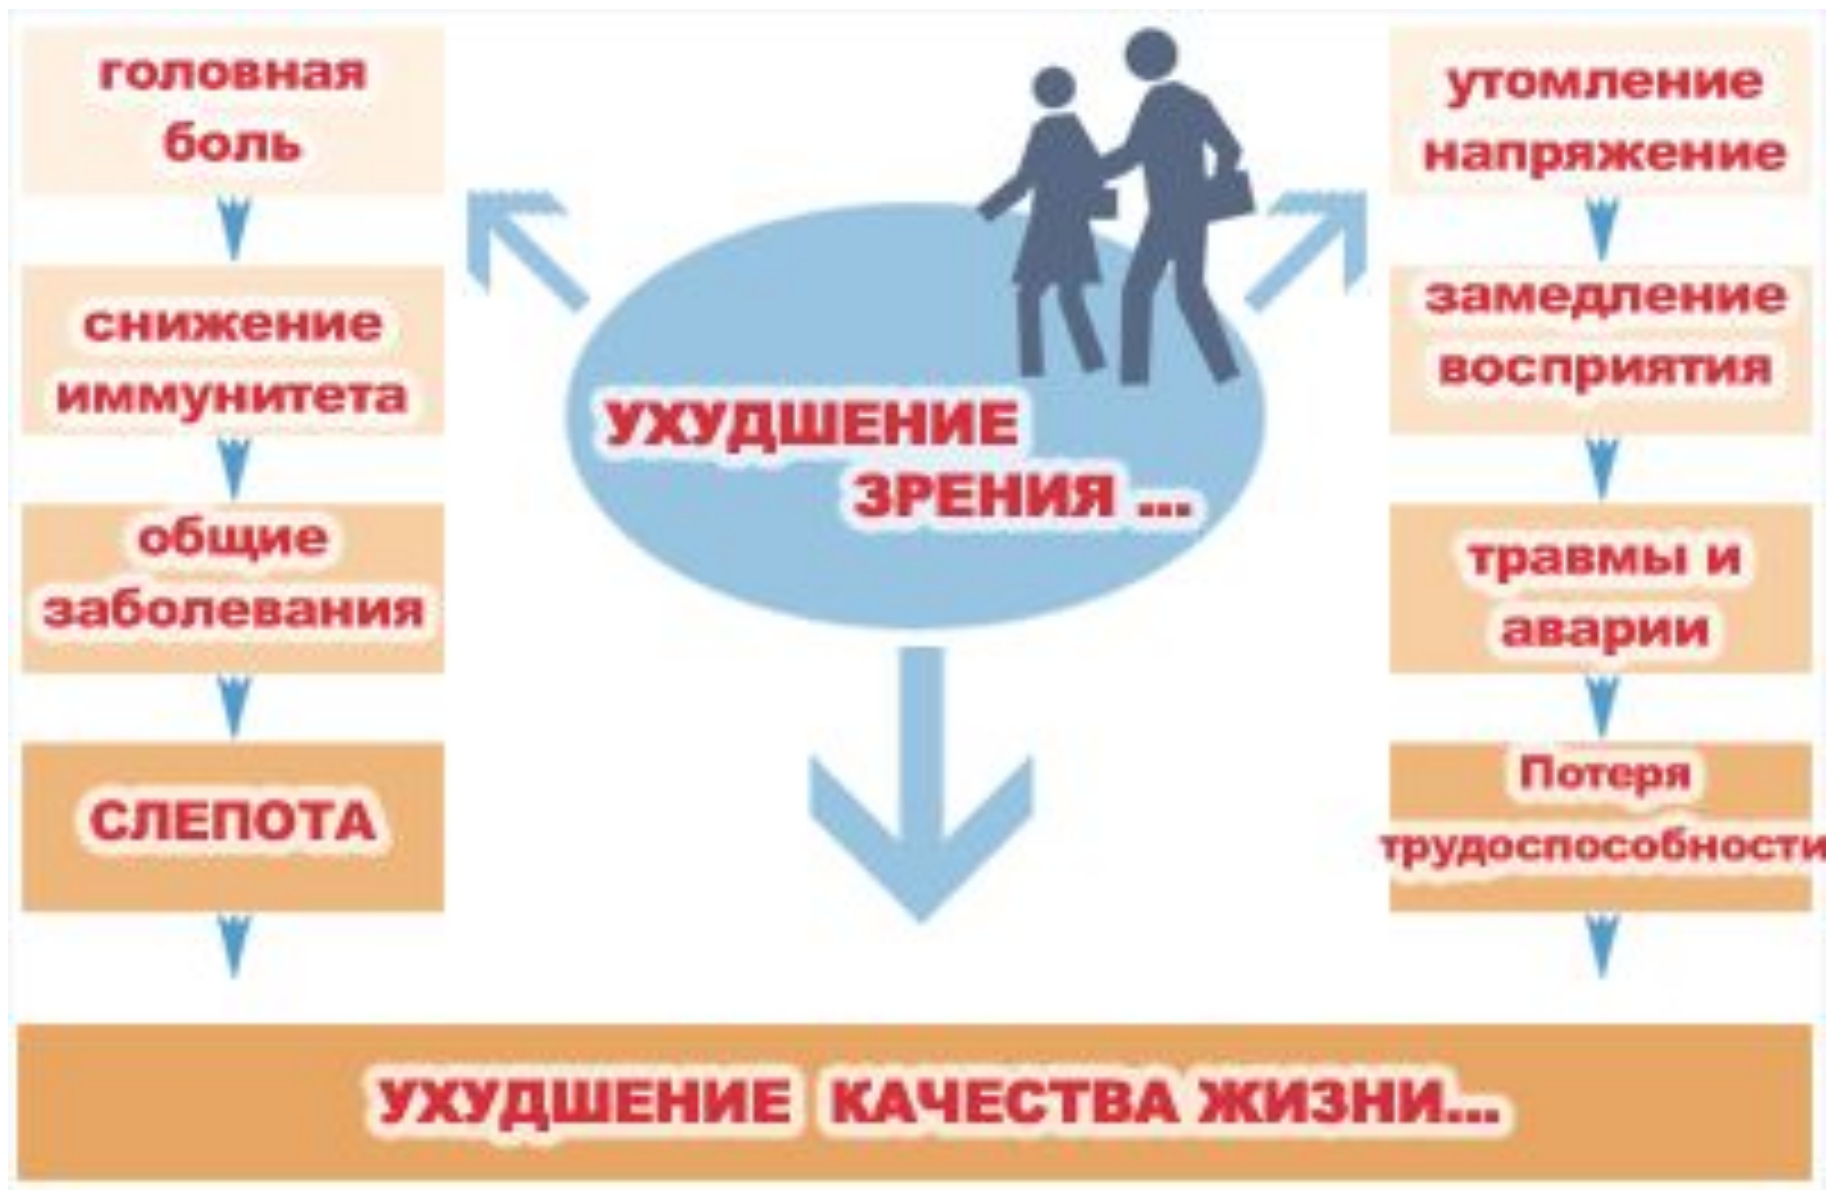 головная
боль
снижение
иммунитета
общие
заболевания
СЛЕПОТА
УХУДШЕНИЕ
ЗРЕНИЯ ...
утомление
напряжение
замедление
восприятия
травмы и
аварии
Потеря
трудоспособности
УХУДШЕНИЕ КАЧЕСТВА ЖИЗНИ...